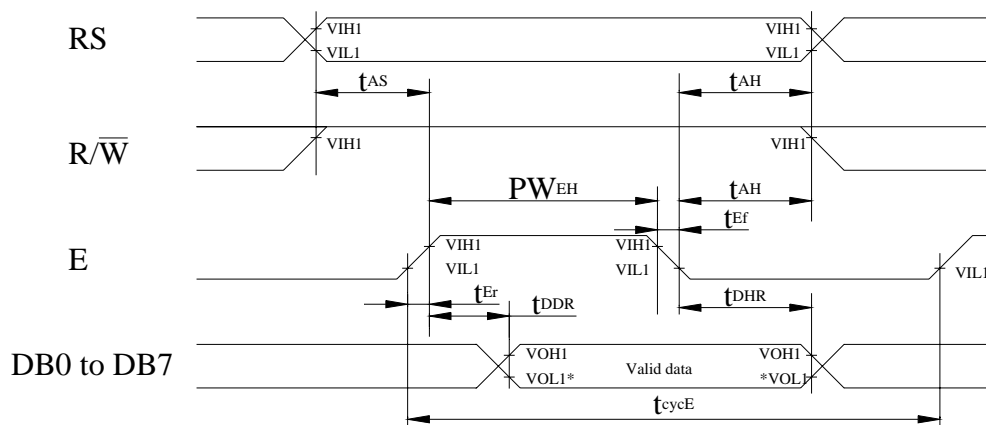 RS
VIH1
VIH1
VIL1
VIL1
tAS
tAH
R/W̅
VIH1
VIH1
PWEH
tAH
tEf
E
VIH1
VIH1
VIL1
VIL1
VIL1
tEr
tDDR
tDHR
DB0 to DB7
VOH1
Valid data
VOH1
VOL1*
*VOL1
tcycE